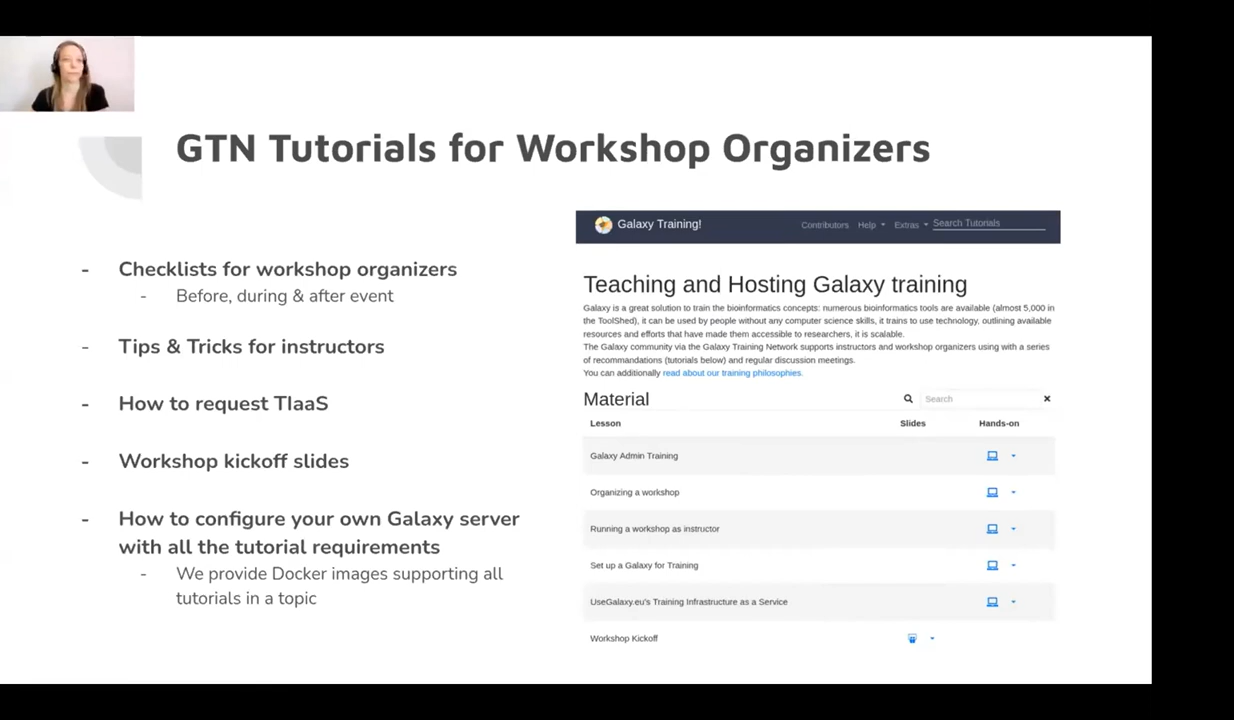 GTN Tutorials for Workshop Organizers
- Checklists for workshop organizers
- Before, during & after event
- Tips & Tricks for instructors
- How to request TIaaS
- Workshop kickoff slides
- How to configure your own Galaxy server
with all the tutorial requirements
- We provide Docker images supporting all
tutorials in a topic
Galaxy Training! Contributors Help Extras Search Tutorials
Teaching and Hosting Galaxy training
Galaxy is a great solution to train the bioinformatics concepts: numerous bioinformatics tools are available (almost 5,000 in
the ToolShed), it can be used by people without any computer science skills, it trains to use technology, outlining available
resources and efforts that have made them accessible to researchers, it is scalable.
The Galaxy community via the Galaxy Training Network supports instructors and workshop organizers using with a series
of recommandations (tutorials below) and regular discussion meetings.
You can additionally read about our training philosophies.
Material Search
Lesson Slides Hands-on
Galaxy Admin Training
Organizing a workshop
Running a workshop as instructor
Set up a Galaxy for Training
UseGalaxy.eu's Training Infrastructure as a Service
Workshop Kickoff